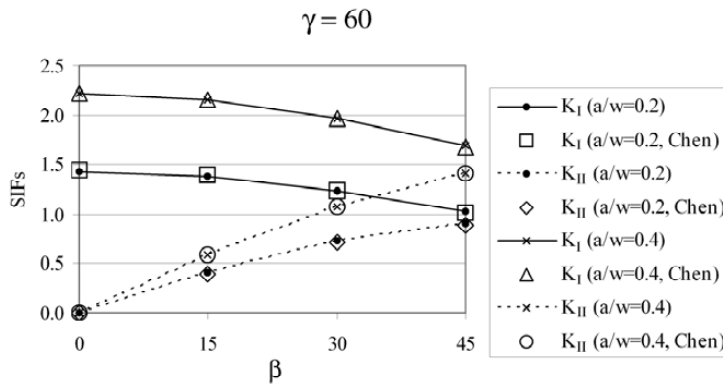 γ = 60
2.5
2.0
1.5
1.0
0.5
0.0
SIFs
0 15 30 45
β
K_I (a/w=0.2)
K_I (a/w=0.2, Chen)
K_II (a/w=0.2)
K_II (a/w=0.2, Chen)
K_I (a/w=0.4)
K_I (a/w=0.4, Chen)
K_II (a/w=0.4)
K_II (a/w=0.4, Chen)